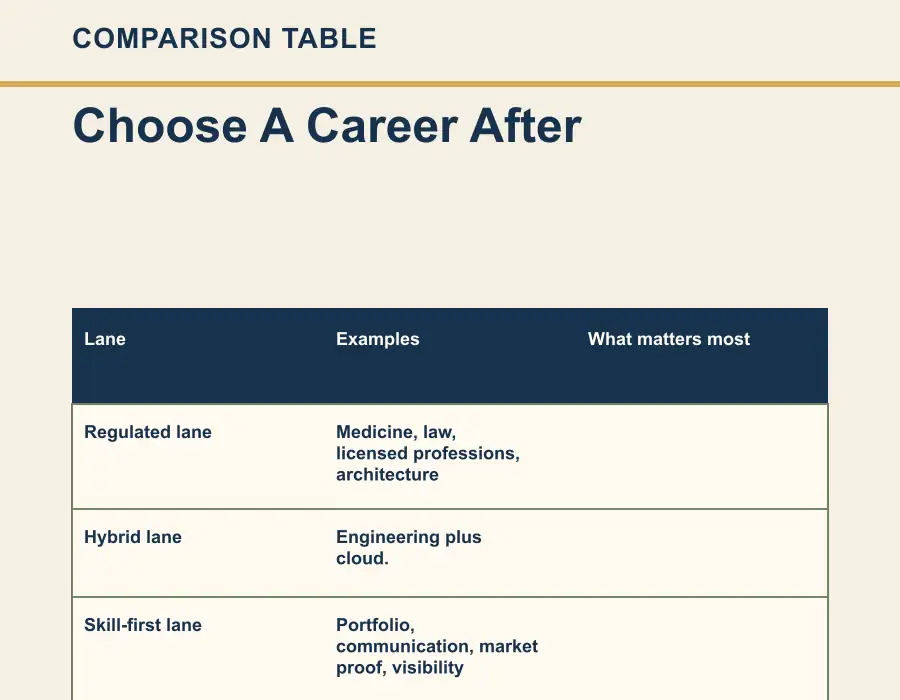 COMPARISON TABLE
Choose A Career After
Lane
Examples
What matters most
Regulated lane
Medicine, law,
licensed professions,
architecture
Hybrid lane
Engineering plus
cloud.
Skill-first lane
Portfolio,
communication, market
proof, visibility